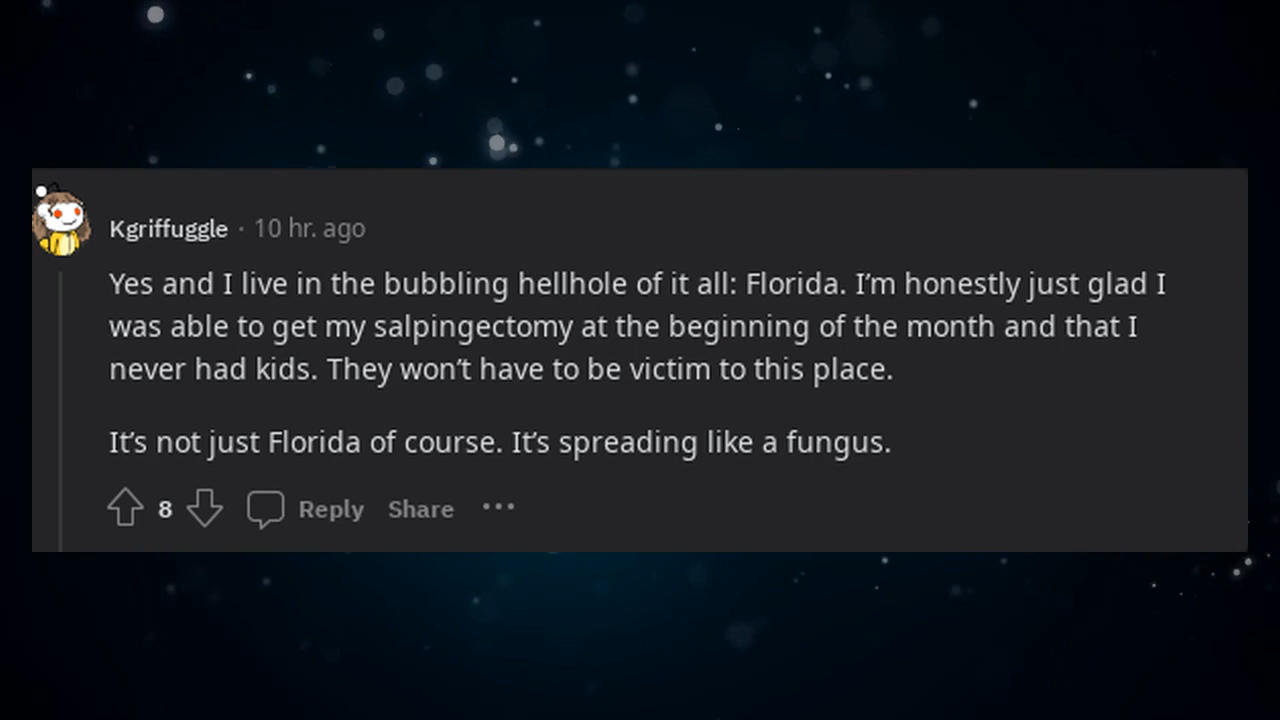 Kgriffuggle · 10 hr. ago
Yes and I live in the bubbling hellhole of it all: Florida. I’m honestly just glad I
was able to get my salpingectomy at the beginning of the month and that I
never had kids. They won’t have to be victim to this place.
It’s not just Florida of course. It’s spreading like a fungus.
8 Reply Share •••